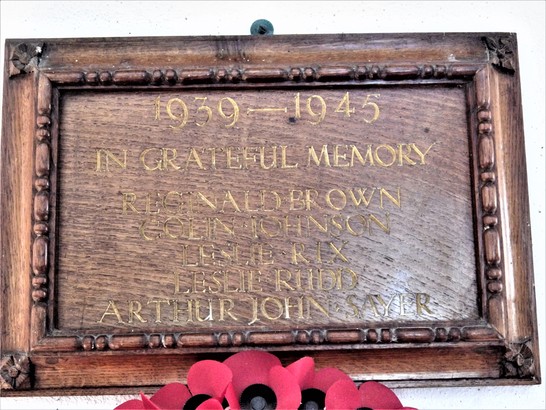 1939–1945
IN GRATEFUL MEMORY
REGINALD BROWN
COLIN JOHNSON
LESLIE RIX
LESLIE RUDD
ARTHUR JOHN SAYER